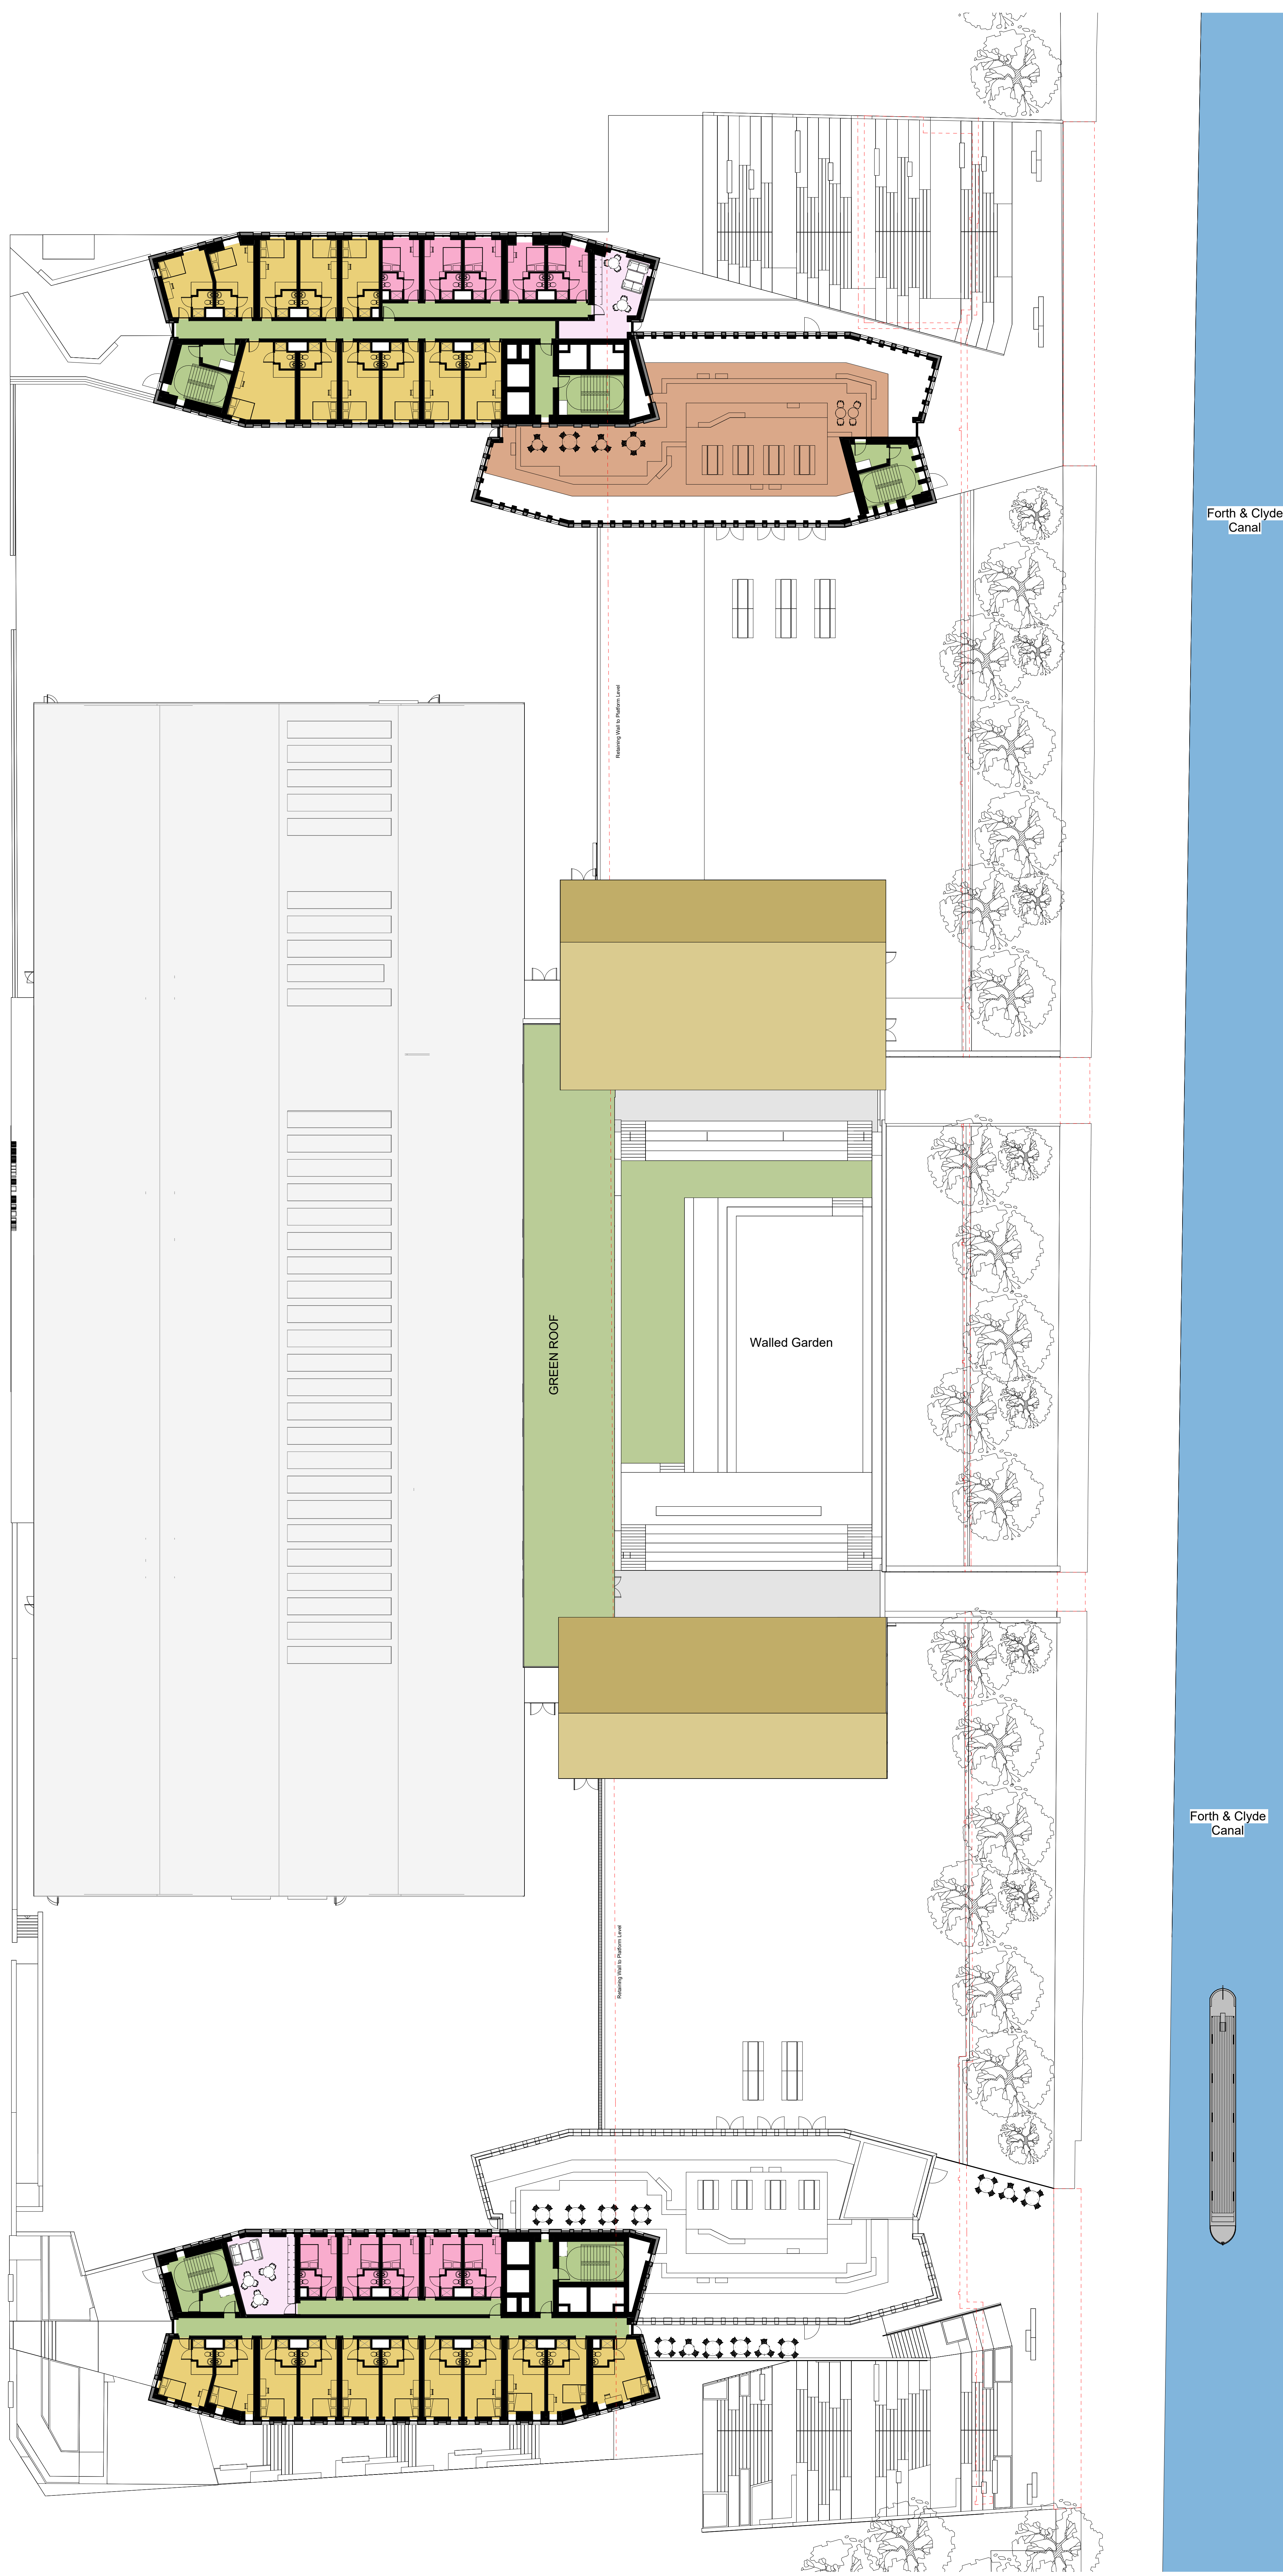 Forth & Clyde
Canal
Retaining Wall to Platform Level
GREEN ROOF
Walled Garden
Forth & Clyde
Canal
Retaining Wall to Platform Level